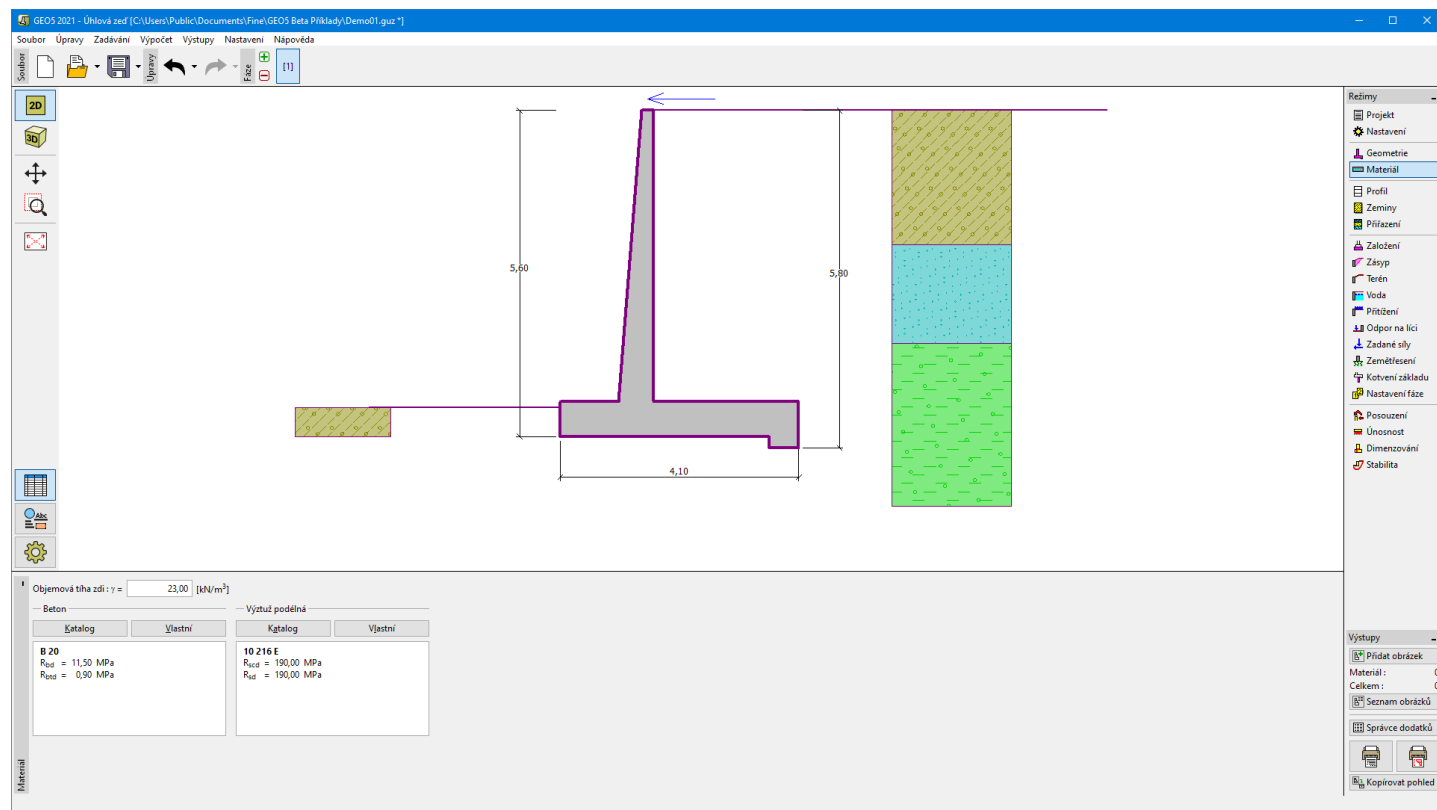 GEO5 2021 - Úhlová zeď [C:\Users\Public\Documents\Fine\GEO5 Beta Příklady\Demo01.guz *]
Soubor Úpravy Zadávání Výpočet Výstupy Nastavení Nápověda
Soubor
Úpravy
Fáze
[1]
2D
3D
Abc
5,60
5,80
4,10
Režimy
Projekt
Nastavení
Geometrie
Materiál
Profil
Zeminy
Přiřazení
Založení
Zásyp
Terén
Voda
Přitížení
Odpor na líci
Zadané síly
Zemětřesení
Kotvení základu
Nastavení fáze
Posouzení
Únosnost
Dimenzování
Stabilita
Objemová tíha zdi : γ = 23,00 [kN/m³]
Beton
Katalog Vlastní
B 20
Rbd = 11,50 MPa
Rbtd = 0,90 MPa
Výztuž podélná
Katalog Vlastní
10 216 E
Rscd = 190,00 MPa
Rsd = 190,00 MPa
Materiál
Výstupy
Přidat obrázek
Materiál : 0
Celkem : 0
Seznam obrázků
Správce dodatků
Kopírovat pohled